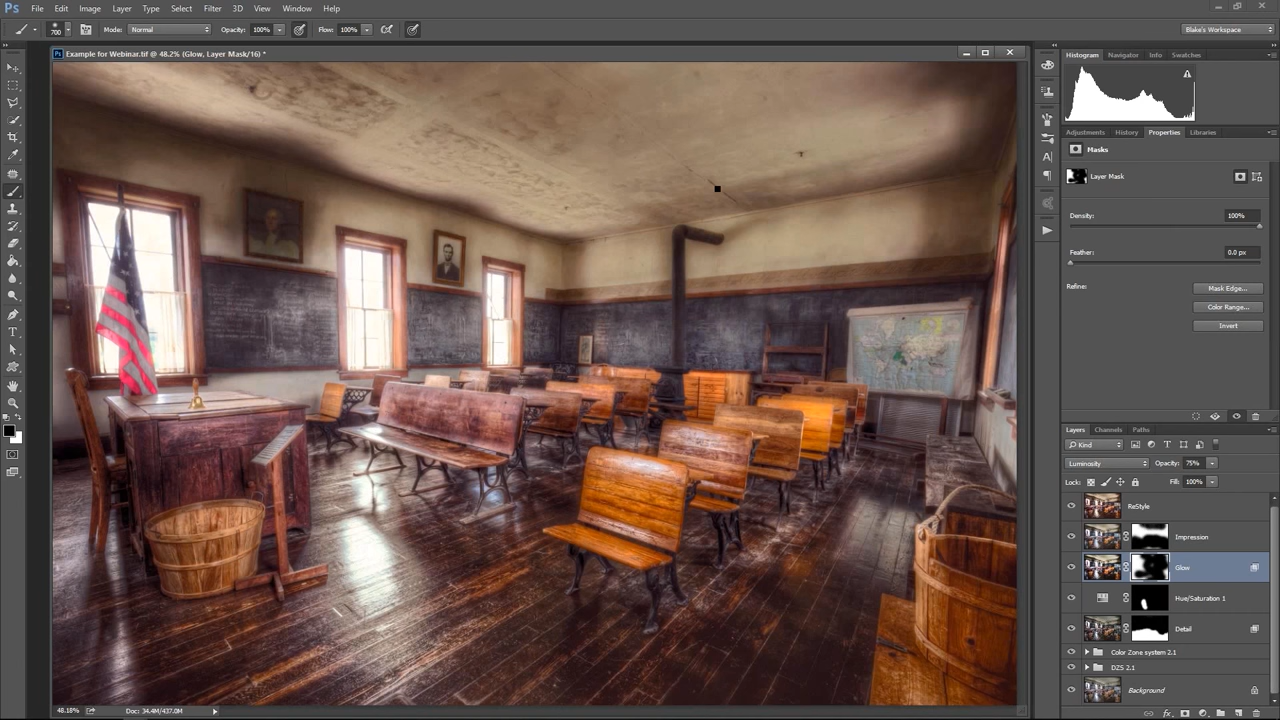 Ps File Edit Image Layer Type Select Filter 3D View Window Help
700 Mode: Normal Opacity: 100% Flow: 100% Blake's Workspace
Example for Webinar.tif @ 48.2% (Glow, Layer Mask/16) *
Histogram Navigator Info Swatches
Adjustments History Properties Libraries
Masks
Layer Mask
Density: 100%
Feather: 0.0 px
Refine: Mask Edge...
Color Range...
Invert
Layers Channels Paths
Kind
Luminosity Opacity: 75%
Lock: Fill: 100%
ReStyle
Impression
Glow
Hue/Saturation 1
Detail
Color Zone system 2.1
DZS 2.1
Background
48.18% Doc: 34.4M/437.0M